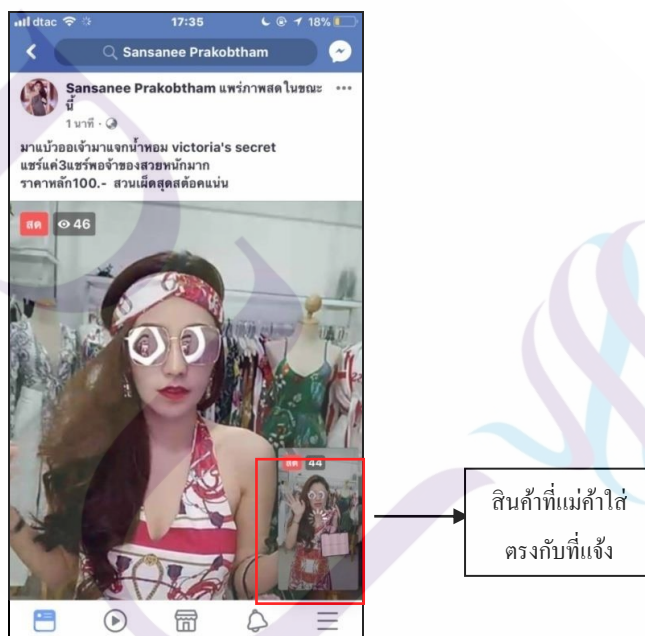 dtac 17:35 18%
Sansanee Prakobtham
Sansanee Prakobtham แพร่ภาพสดในขณะ
นี้
1 นาที
มาแบ้วออเจ้ามาแจกน้ำหอม victoria's secret
แชร์แค่3แชร์พอจ้าของสวยหนักมาก
ราคาหลัก100.- สวนเผ็ดสุดสต้อคแน่น
สด 46
สด 44
สินค้าที่แม่ค้าใส่
ตรงกับที่แจ้ง